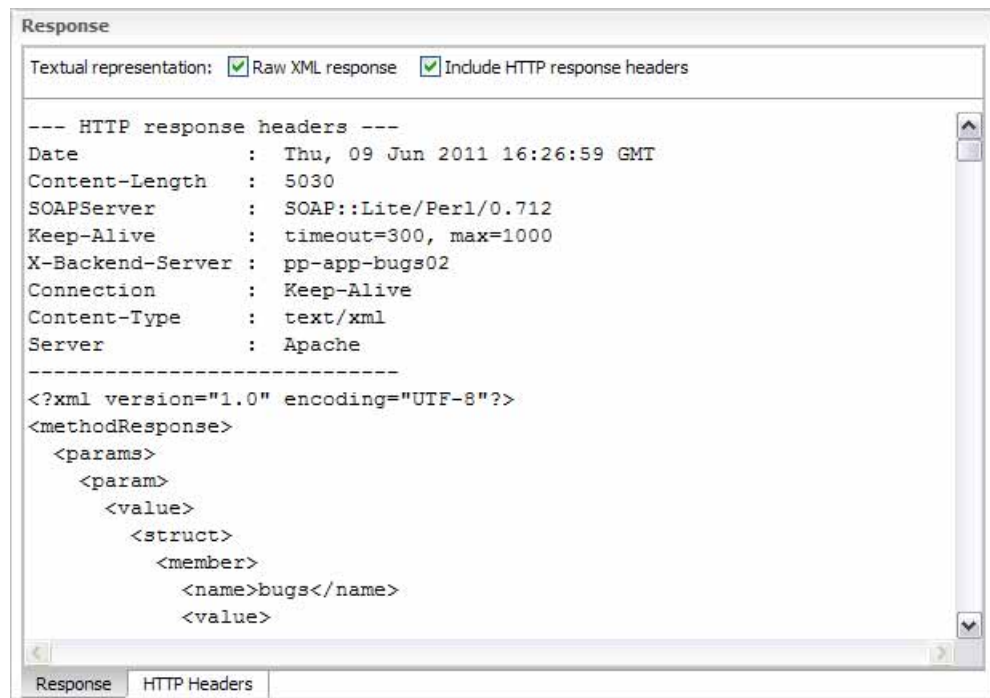 Response
Textual representation: Raw XML response Include HTTP response headers
--- HTTP response headers ---
Date : Thu, 09 Jun 2011 16:26:59 GMT
Content-Length : 5030
SOAPServer : SOAP::Lite/Perl/0.712
Keep-Alive : timeout=300, max=1000
X-Backend-Server : pp-app-bugs02
Connection : Keep-Alive
Content-Type : text/xml
Server : Apache
-----------------------------
<?xml version="1.0" encoding="UTF-8"?>
<methodResponse>
  <params>
    <param>
      <value>
        <struct>
          <member>
            <name>bugs</name>
            <value>
Response HTTP Headers